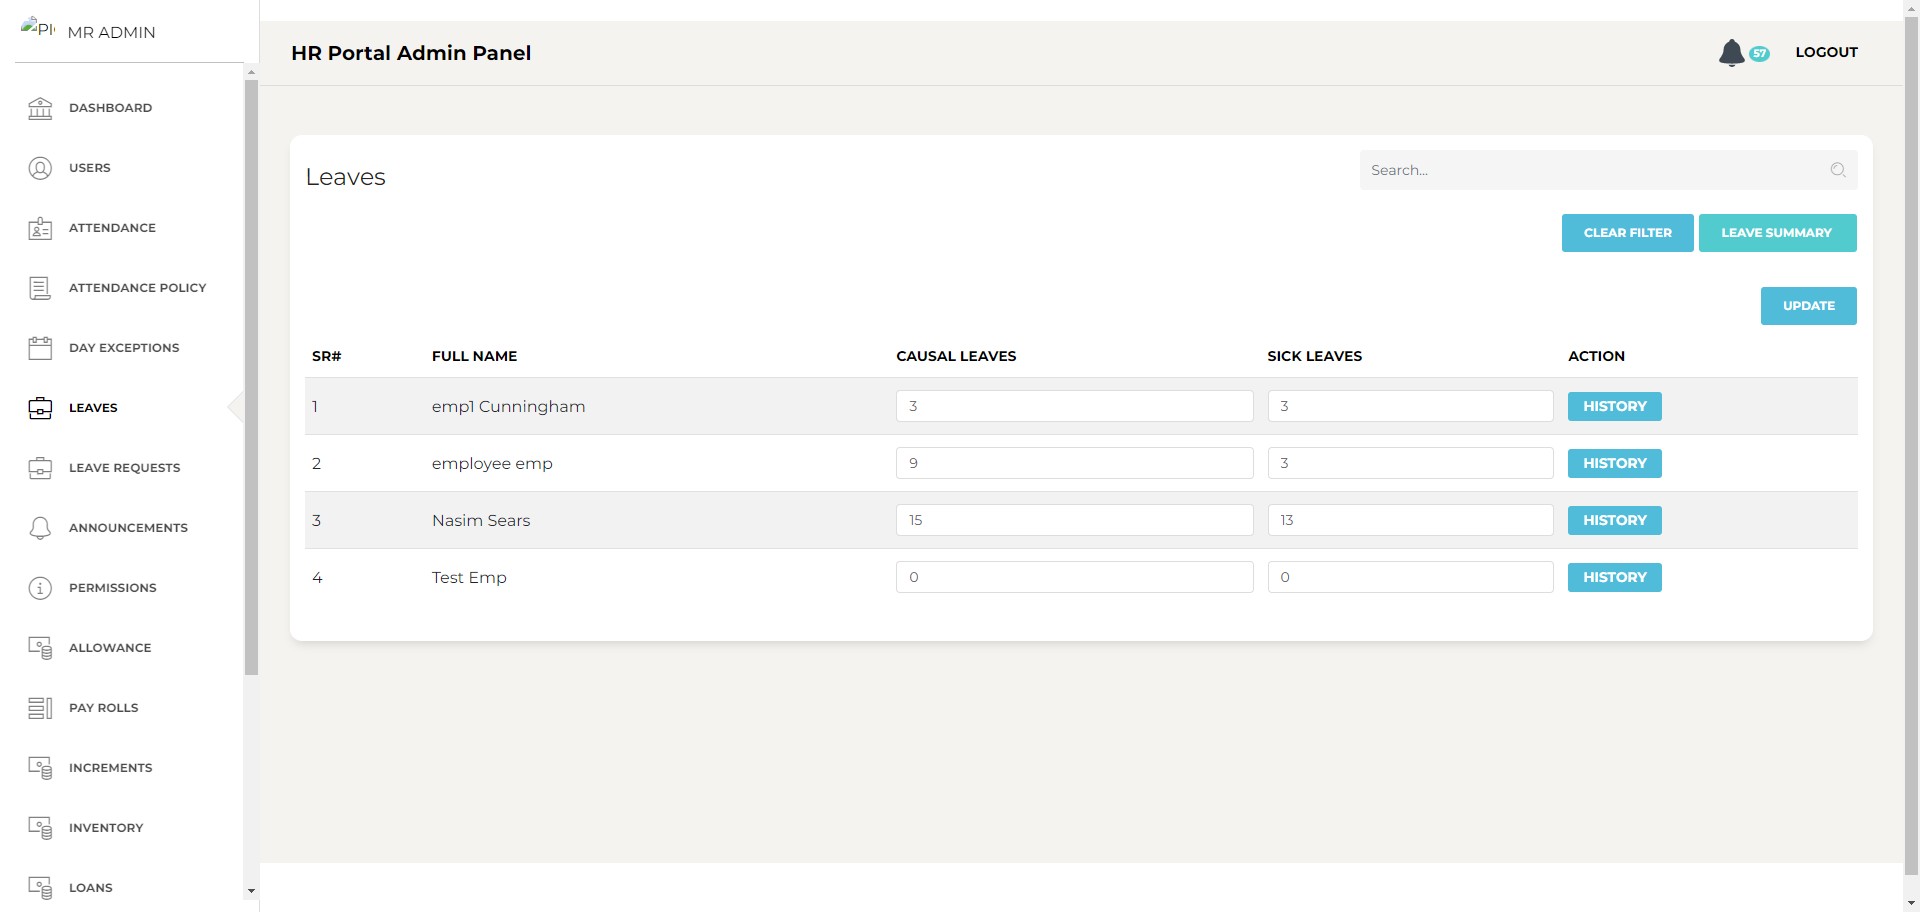 MR ADMIN
HR Portal Admin Panel
57
LOGOUT
DASHBOARD
USERS
ATTENDANCE
ATTENDANCE POLICY
DAY EXCEPTIONS
LEAVES
LEAVE REQUESTS
ANNOUNCEMENTS
PERMISSIONS
ALLOWANCE
PAY ROLLS
INCREMENTS
INVENTORY
LOANS
Leaves
Search...
CLEAR FILTER LEAVE SUMMARY
UPDATE
SR# FULL NAME CAUSAL LEAVES SICK LEAVES ACTION
1 emp1 Cunningham 3 3 HISTORY
2 employee emp 9 3 HISTORY
3 Nasim Sears 15 13 HISTORY
4 Test Emp 0 0 HISTORY